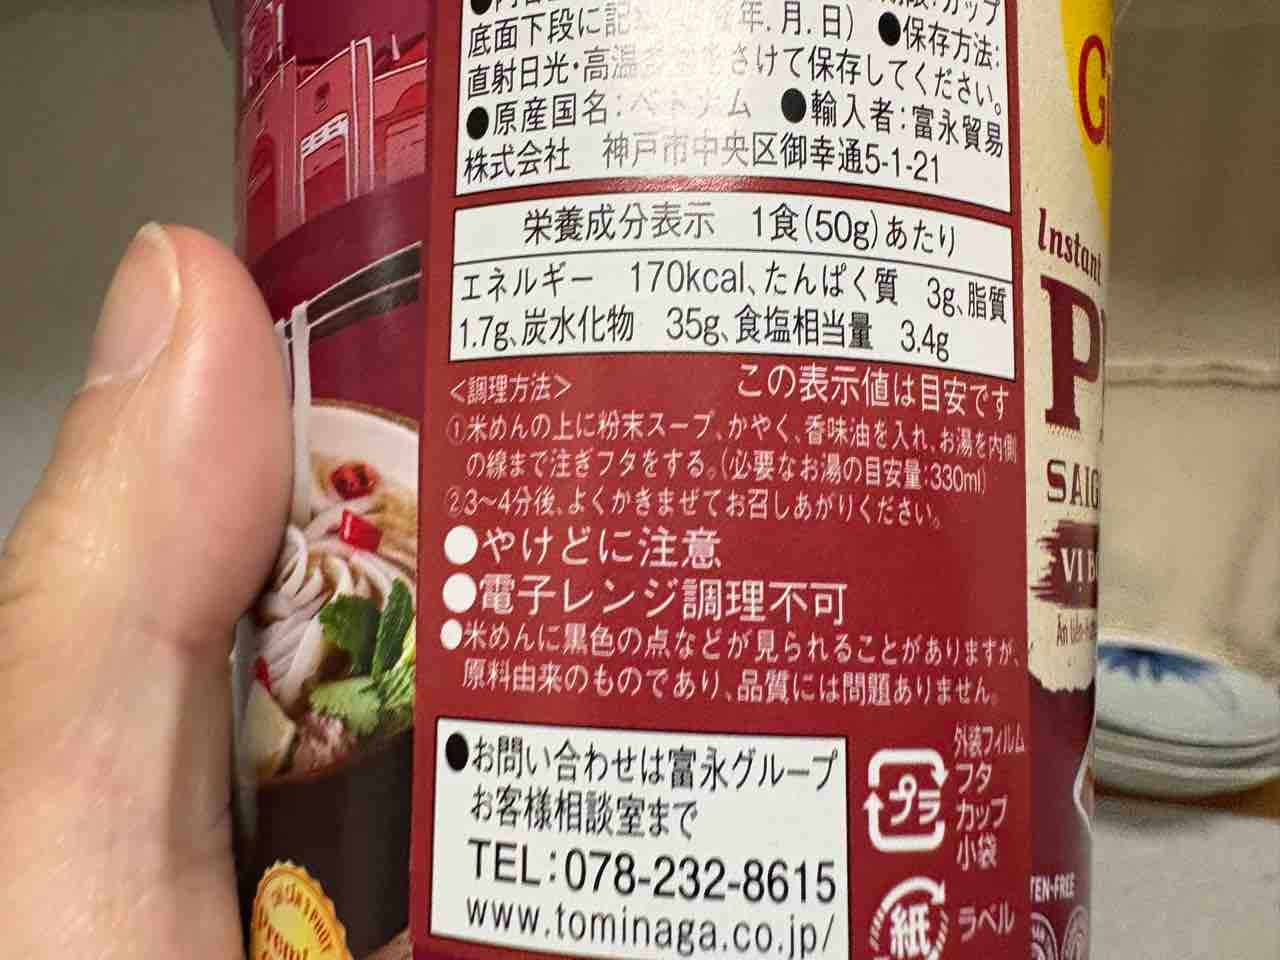 底面下段に記 年.月.日) ●保存方法:
直射日光・高温 さけて保存してください。
●原産国名:ベトナム ●輸入者:富永貿易
株式会社 神戸市中央区御幸通5-1-21
栄養成分表示 1食(50g)あたり
エネルギー 170kcal、たんぱく質 3g、脂質
1.7g、炭水化物 35g、食塩相当量 3.4g
この表示値は目安です
<調理方法>
①米めんの上に粉末スープ、かやく、香味油を入れ、お湯を内側
の線まで注ぎフタをする。(必要なお湯の目安量:330ml)
②3〜4分後、よくかきまぜてお召しあがりください。
●やけどに注意
●電子レンジ調理不可
●米めんに黒色の点などが見られることがありますが、
原料由来のものであり、品質には問題ありません。
●お問い合わせは富永グループ
お客様相談室まで
TEL:078-232-8615
www.tominaga.co.jp/
プラ
外装フィルム
フタ
カップ
小袋
紙
ラベル
Instant
SAIG
VI B
TEN-FREE